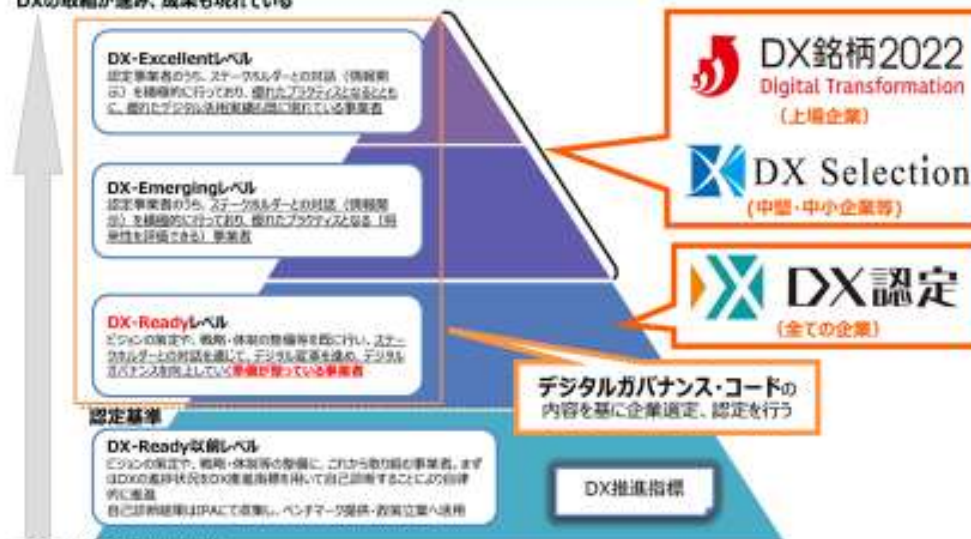 DXの取組が進み、成果も現れている
DX-Excellentレベル
認定事業者のうち、ステークホルダーとの対話(情報開
示)を積極的に行っており、優れたプラクティスとなるとと
もに、優れたデジタル活用実績も既に現れている事業者
DX-Emergingレベル
認定事業者のうち、ステークホルダーとの対話(情報開
示)を積極的に行っており、優れたプラクティスとなる(将
来性を評価できる)事業者
DX-Readyレベル
ビジョンの策定や、戦略・体制の整備等を既に行い、ステー
クホルダーとの対話を通じて、デジタル変革を進め、デジタル
ガバナンスを向上していく準備が整っている事業者
認定基準
DX-Ready以前レベル
ビジョンの策定や、戦略・体制等の整備に、これから取り組む事業者。まず
はDXの進捗状況をDX推進指標を用いて自己診断することにより自律
的に推進
自己診断結果はIPAにて収集し、ベンチマーク提供・政策立案へ活用
DX銘柄2022
Digital Transformation
(上場企業)
DX Selection
(中堅・中小企業等)
DX認定
(全ての企業)
デジタルガバナンス・コードの
内容を基に企業選定、認定を行う
DX推進指標